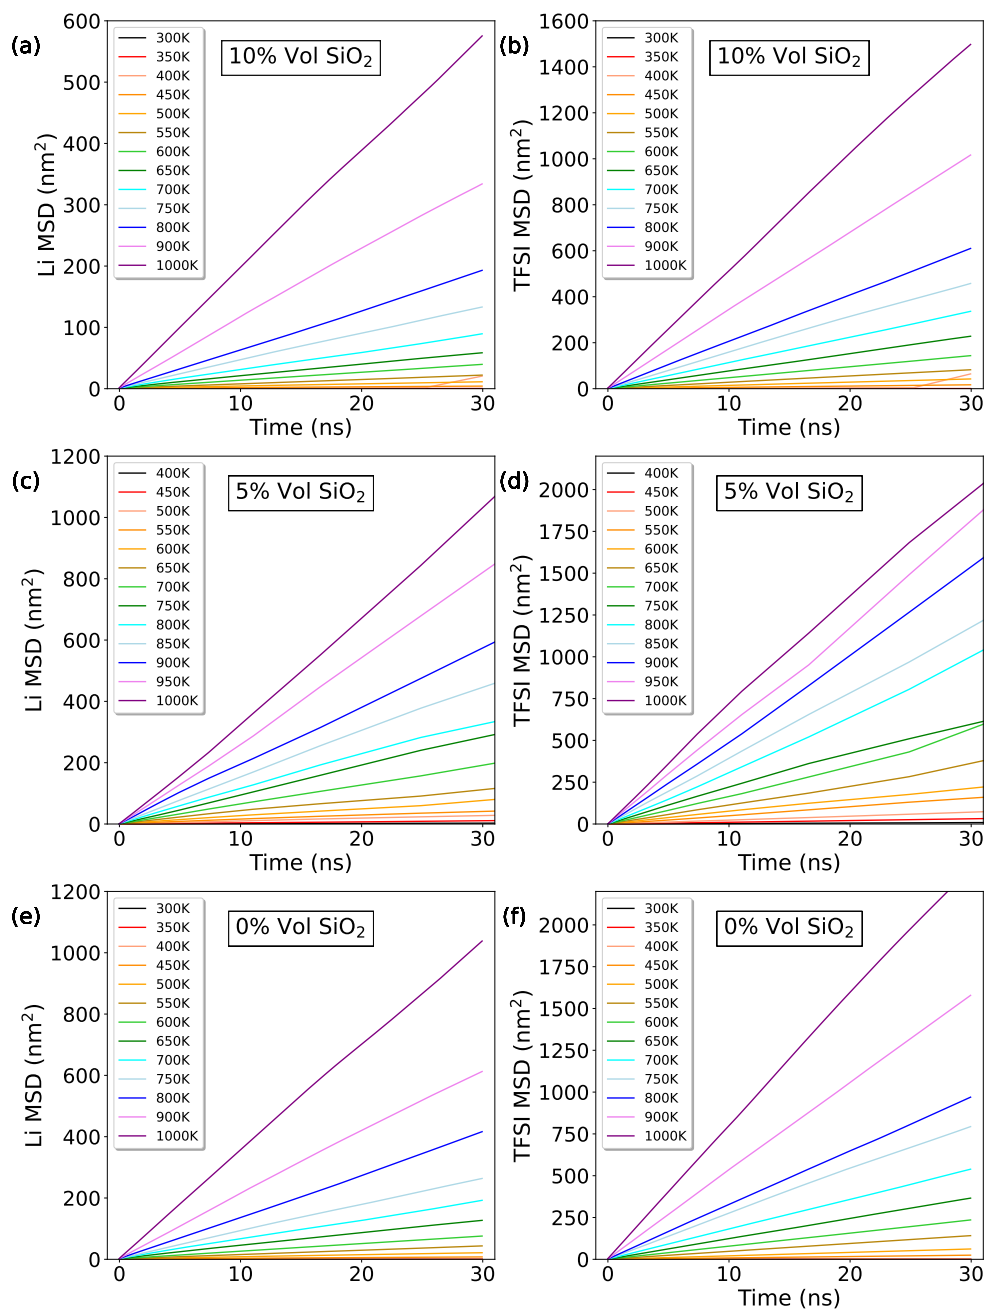 (a)
600
500
400
300
200
100
0
Li MSD (nm²)
300K
350K
400K
450K
500K
550K
600K
650K
700K
750K
800K
900K
1000K
10% Vol SiO₂
0 10 20 30
Time (ns)
(b)
1600
1400
1200
1000
800
600
400
200
0
TFSI MSD (nm²)
300K
350K
400K
450K
500K
550K
600K
650K
700K
750K
800K
900K
1000K
10% Vol SiO₂
0 10 20 30
Time (ns)
(c)
1200
1000
800
600
400
200
0
Li MSD (nm²)
400K
450K
500K
550K
600K
650K
700K
750K
800K
850K
900K
950K
1000K
5% Vol SiO₂
0 10 20 30
Time (ns)
(d)
2000
1750
1500
1250
1000
750
500
250
0
TFSI MSD (nm²)
400K
450K
500K
550K
600K
650K
700K
750K
800K
850K
900K
950K
1000K
5% Vol SiO₂
0 10 20 30
Time (ns)
(e)
1200
1000
800
600
400
200
0
Li MSD (nm²)
300K
350K
400K
450K
500K
550K
600K
650K
700K
750K
800K
900K
1000K
0% Vol SiO₂
0 10 20 30
(f)
2000
1750
1500
1250
1000
750
500
250
0
TFSI MSD (nm²)
300K
350K
400K
450K
500K
550K
600K
650K
700K
750K
800K
900K
1000K
0% Vol SiO₂
0 10 20 30
Time (ns)